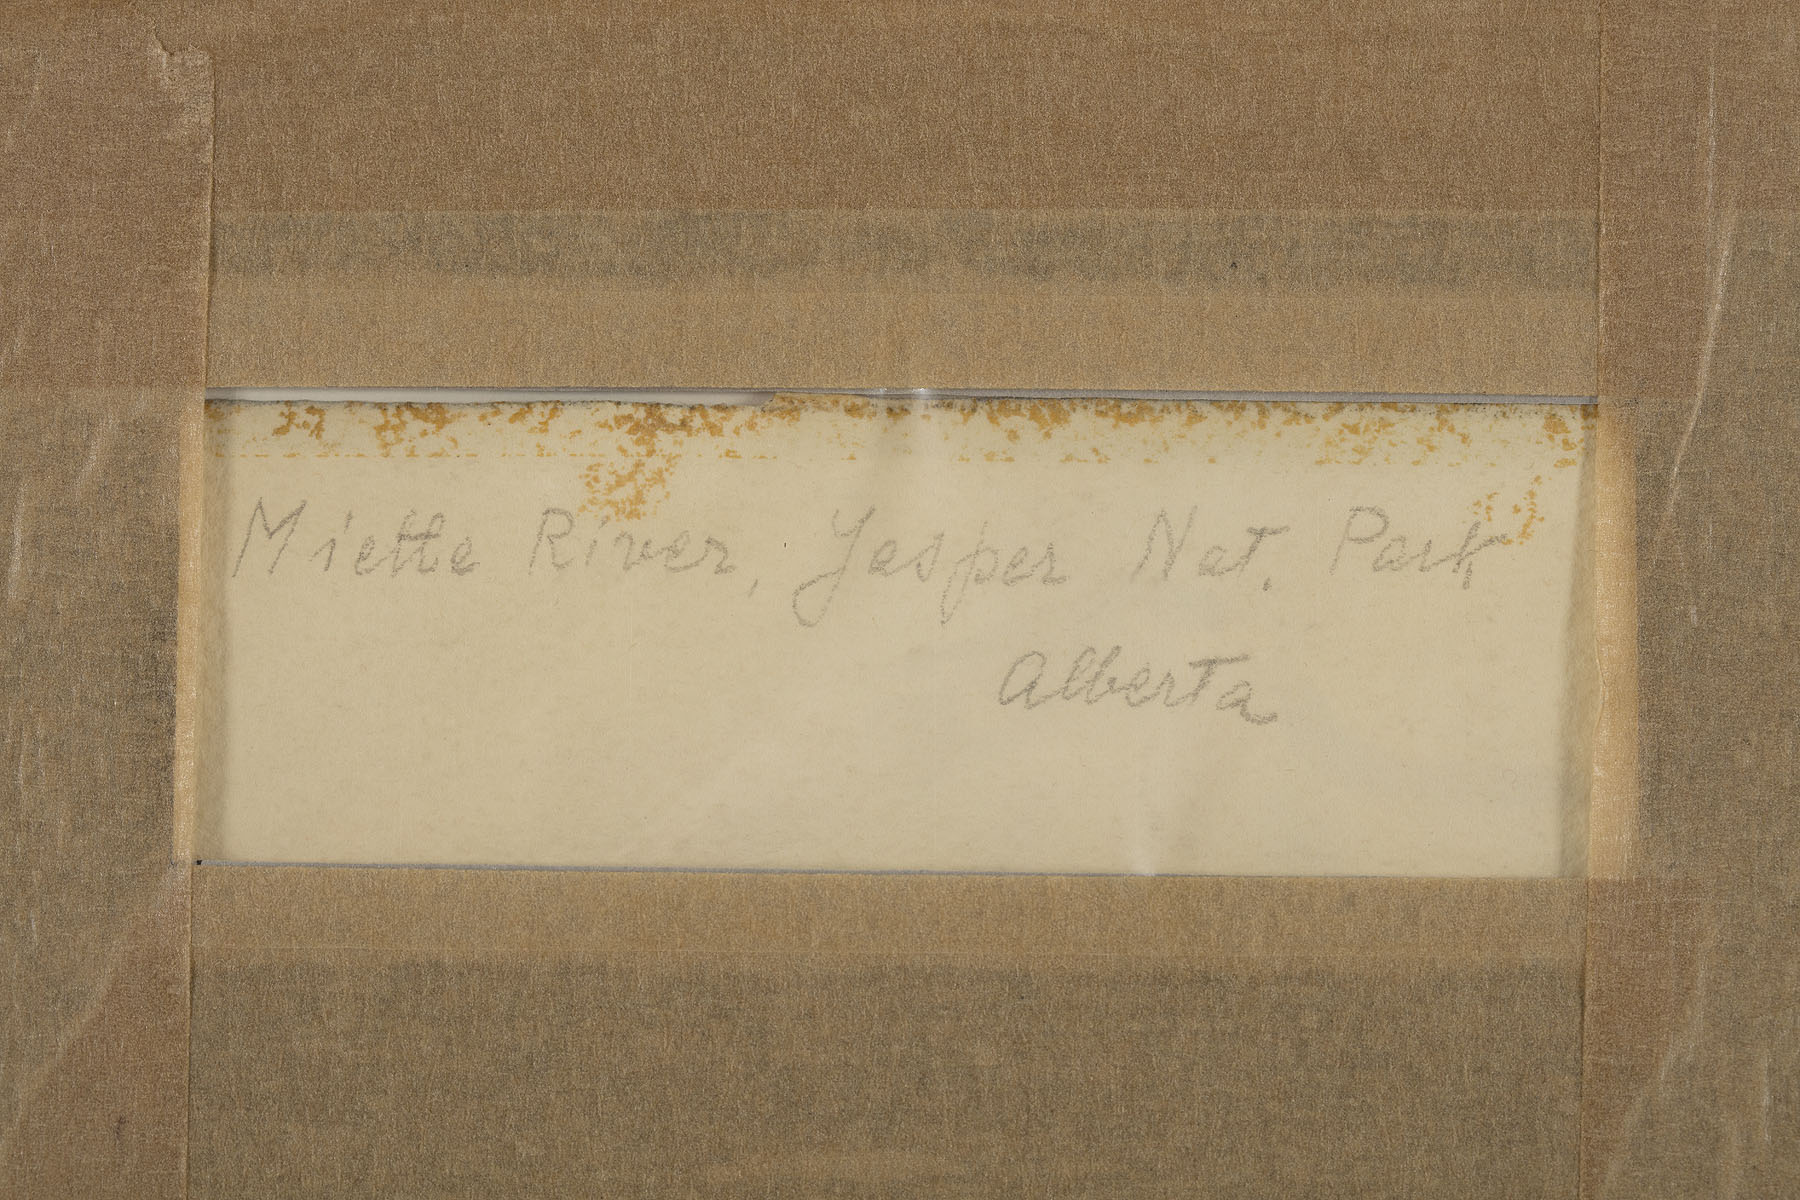 Miette River, Jasper Nat. Park
Alberta